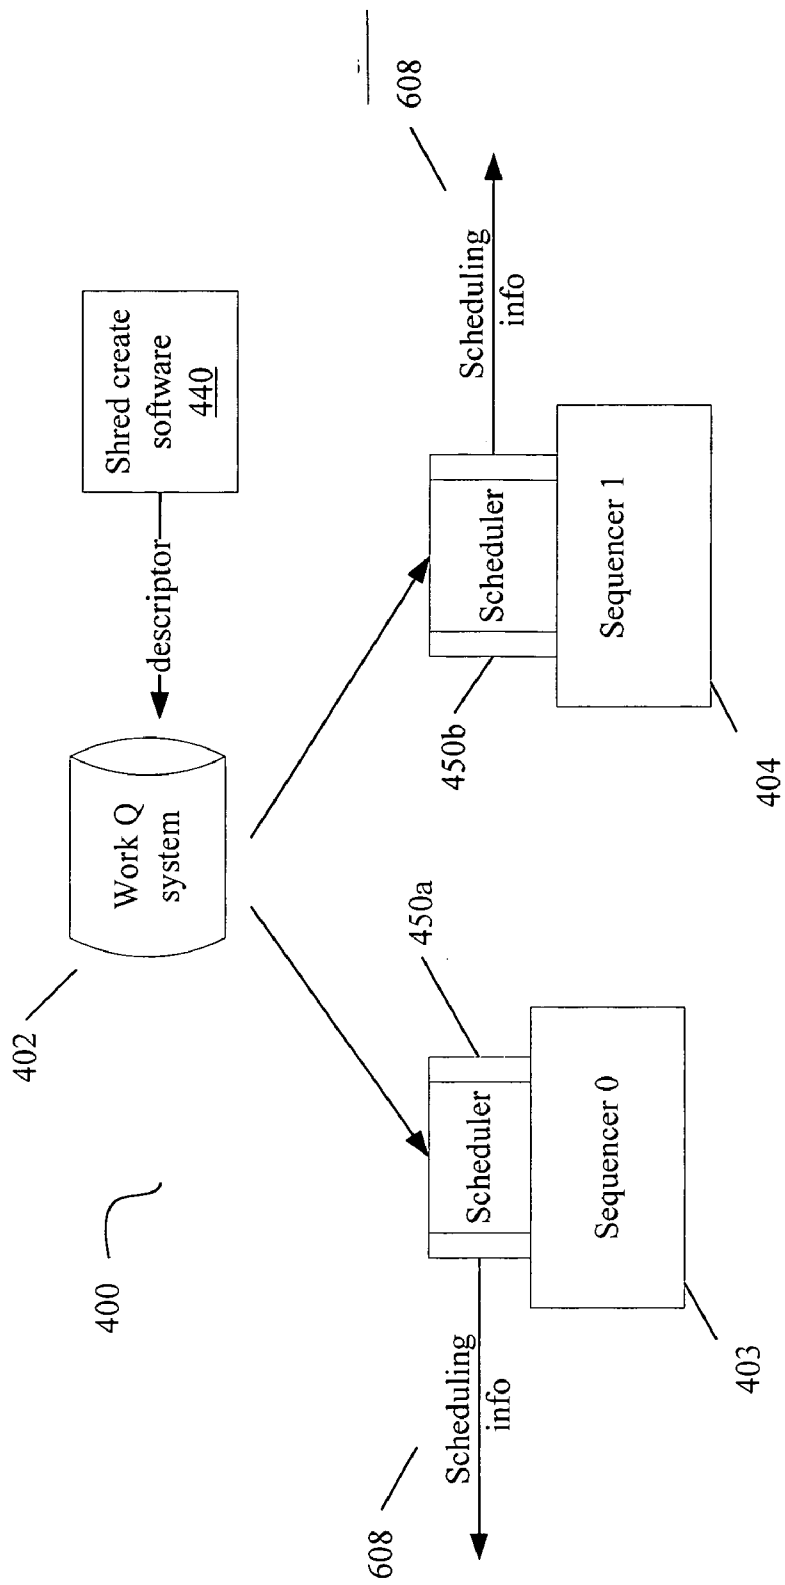 400
402
Work Q
system
descriptor
Shred create
software
440
608
Scheduling
info
Scheduler
450a
Sequencer 0
403
450b
Scheduler
Scheduling
info
608
Sequencer 1
404